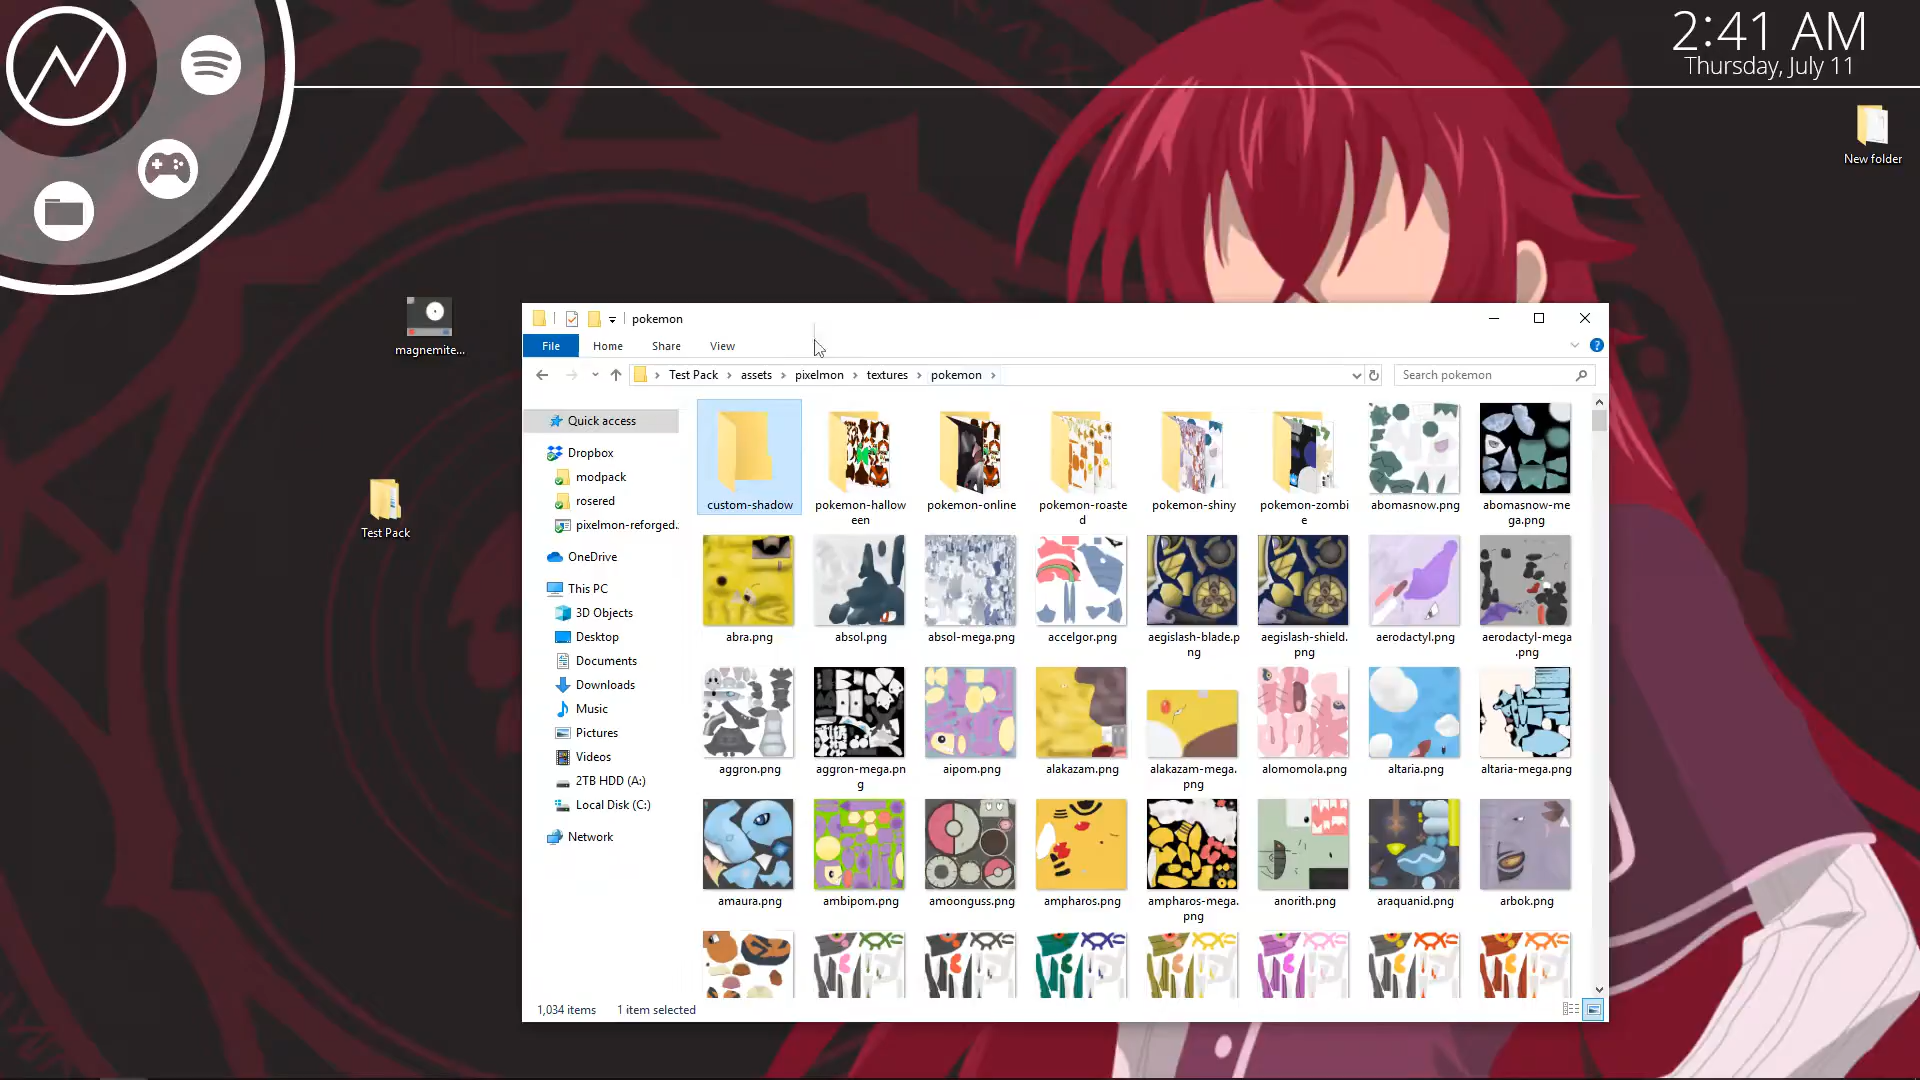 2:41 AM
Thursday, July 11
New folder
magnemite...
Test Pack
pokemon
File Home Share View
Test Pack assets pixelmon textures pokemon
Search pokemon
Quick access
Dropbox
modpack
rosered
pixelmon-reforged.
OneDrive
This PC
3D Objects
Desktop
Documents
Downloads
Music
Pictures
Videos
2TB HDD (A:)
Local Disk (C:)
Network
custom-shadow
pokemon-hallow
een
pokemon-online
pokemon-roaste
d
pokemon-shiny
pokemon-zombi
e
abomasnow.png
abomasnow-me
ga.png
abra.png
absol.png
absol-mega.png
accelgor.png
aegislash-blade.p
ng
aegislash-shield.
png
aerodactyl.png
aerodactyl-mega
.png
aggron.png
aggron-mega.pn
g
aipom.png
alakazam.png
alakazam-mega.
png
alomomola.png
altaria.png
altaria-mega.png
amaura.png
ambipom.png
amoonguss.png
ampharos.png
ampharos-mega.
png
anorith.png
araquanid.png
arbok.png
1,034 items 1 item selected